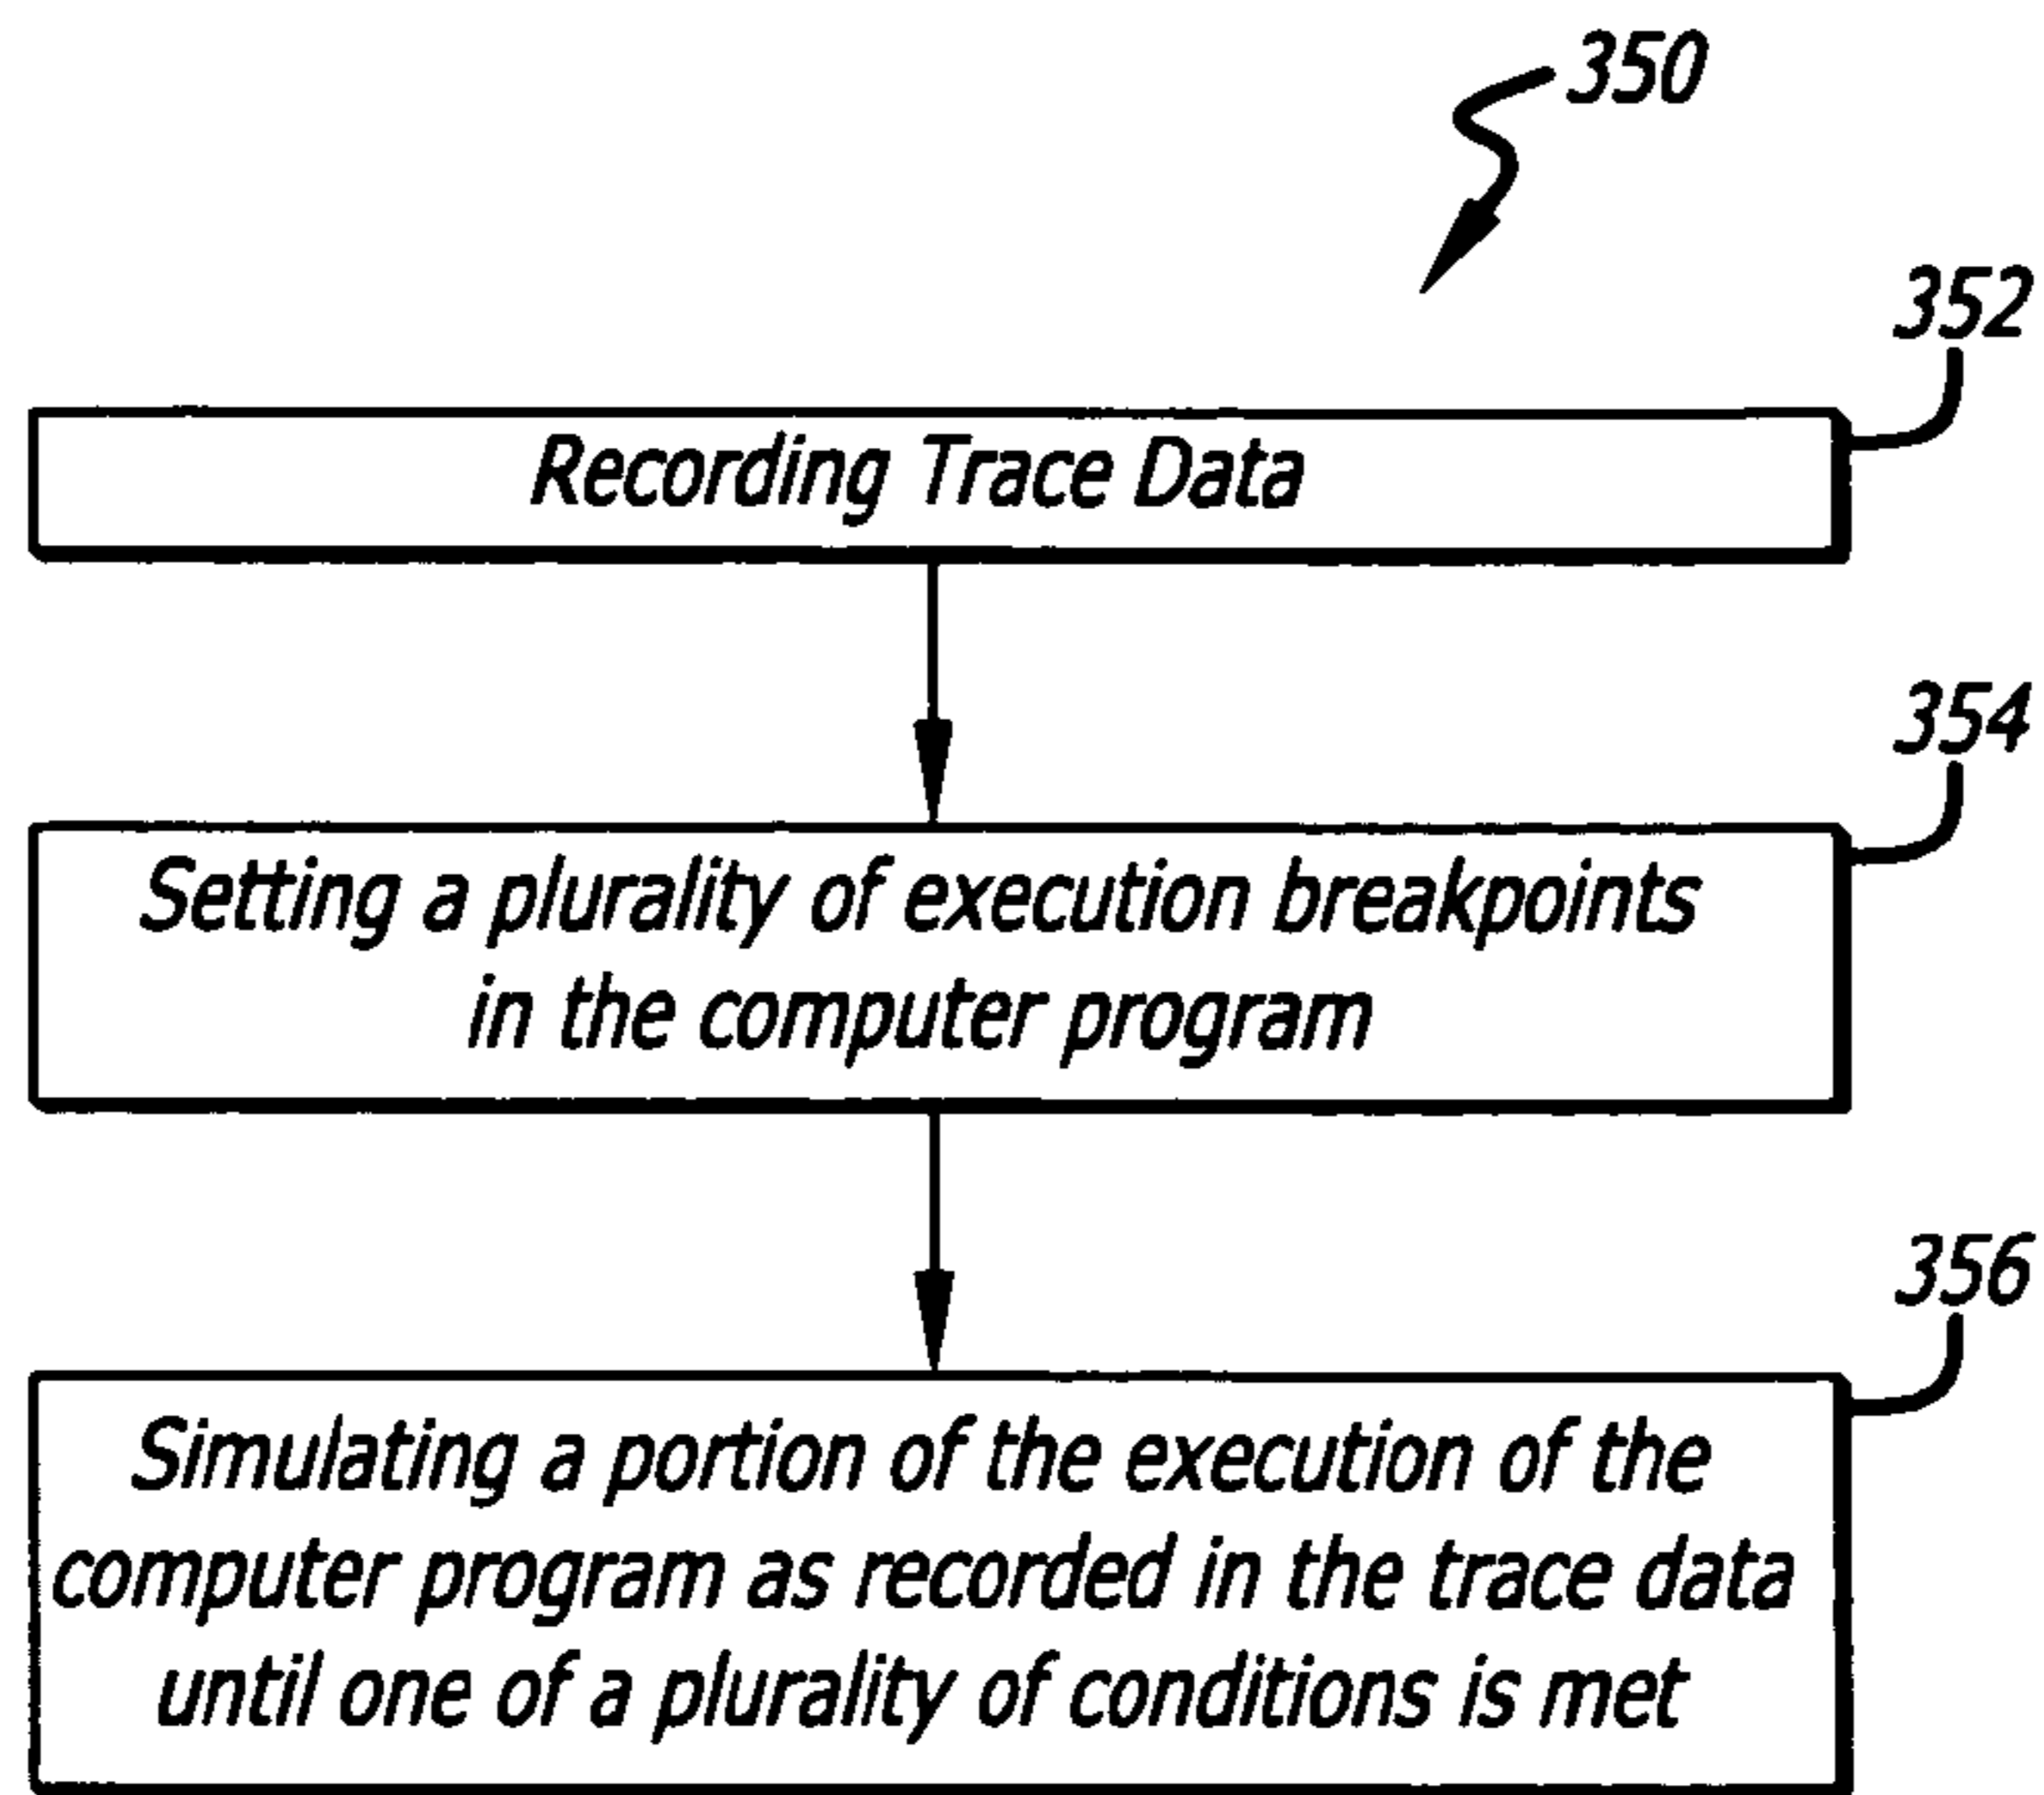 350
352
Recording Trace Data
354
Setting a plurality of execution breakpoints
in the computer program
356
Simulating a portion of the execution of the
computer program as recorded in the trace data
until one of a plurality of conditions is met